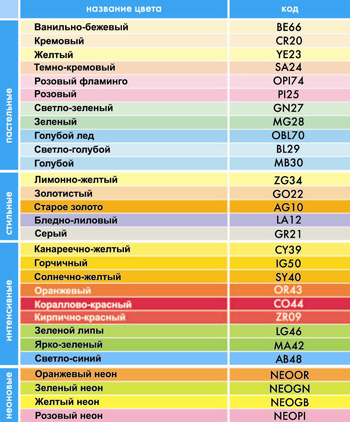 название цвета код
пастельные
Ванильно-бежевый BE66
Кремовый CR20
Желтый YE23
Темно-кремовый SA24
Розовый фламинго OPI74
Розовый PI25
Светло-зеленый GN27
Зеленый MG28
Голубой лед OBL70
Светло-голубой BL29
Голубой MB30
стильные
Лимонно-желтый ZG34
Золотистый GO22
Старое золото AG10
Бледно-лиловый LA12
Серый GR21
интенсивные
Канареечно-желтый CY39
Горчичный IG50
Солнечно-желтый SY40
Оранжевый OR43
Кораллово-красный CO44
Кирпично-красный ZR09
Зеленой липы LG46
Ярко-зеленый MA42
Светло-синий AB48
неоновые
Оранжевый неон NEOOR
Зеленый неон NEOGN
Желтый неон NEOGB
Розовый неон NEOPI